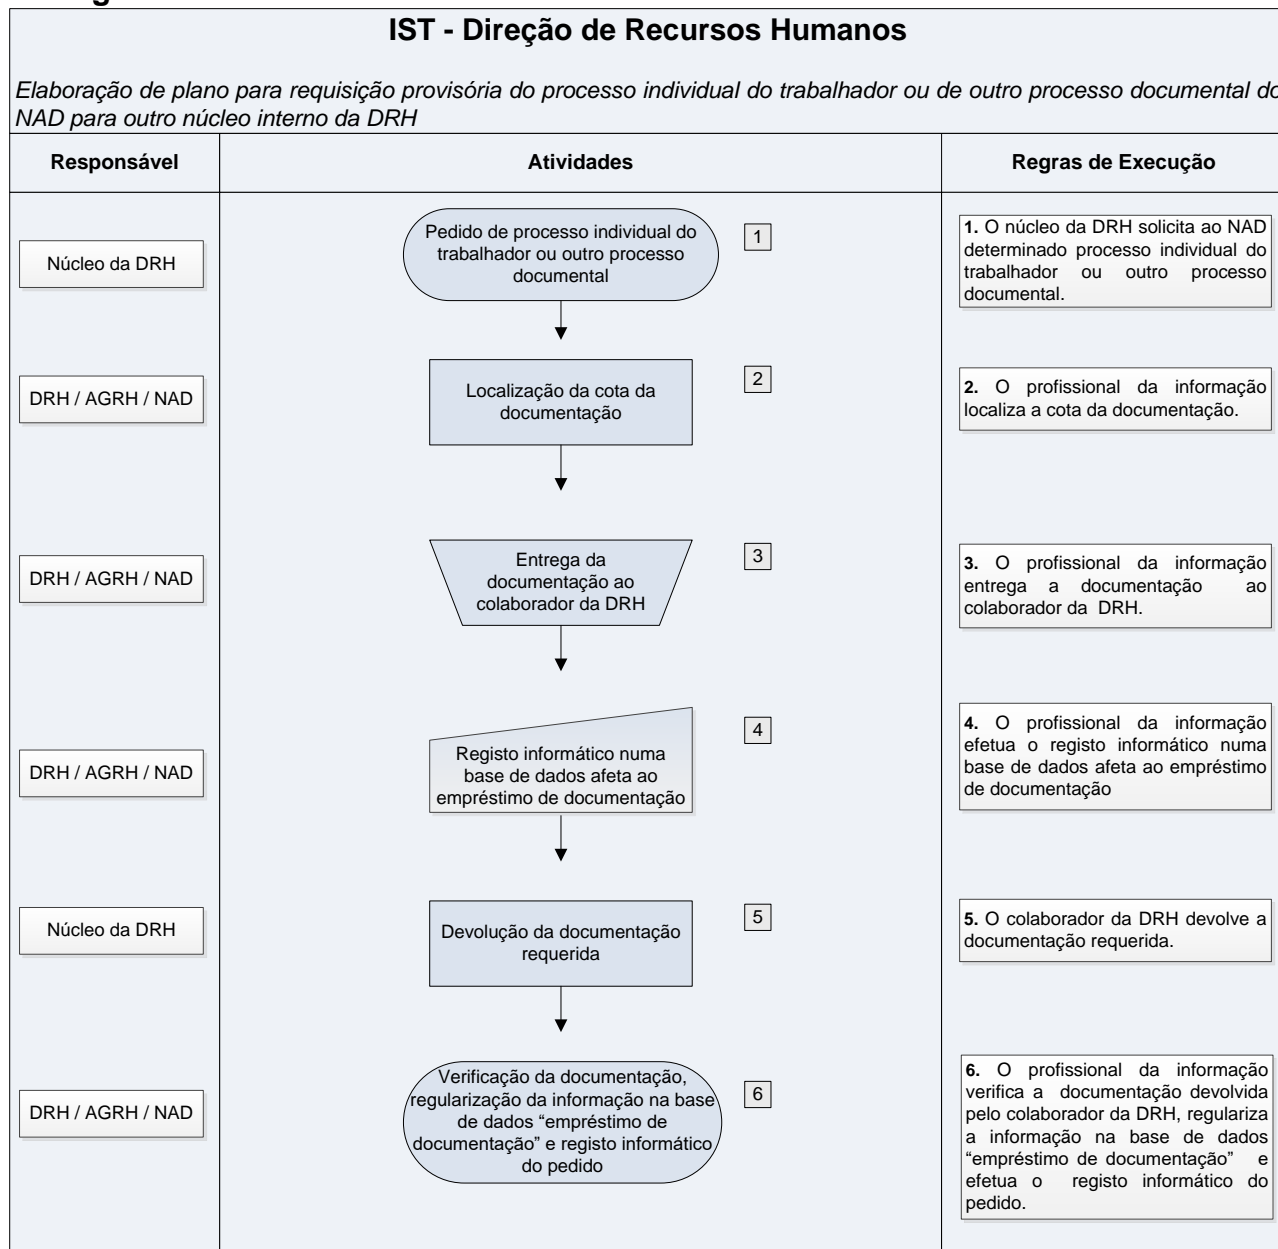 IST - Direção de Recursos Humanos
Elaboração de plano para requisição provisória do processo individual do trabalhador ou de outro processo documental do
NAD para outro núcleo interno da DRH
Responsável
Atividades
Regras de Execução
Núcleo da DRH
Pedido de processo individual do
trabalhador ou outro processo
documental
1
1. O núcleo da DRH solicita ao NAD
determinado processo individual do
trabalhador ou outro processo
documental.
DRH / AGRH / NAD
Localização da cota da
documentação
2
2. O profissional da informação
localiza a cota da documentação.
DRH / AGRH / NAD
Entrega da
documentação ao
colaborador da DRH
3
3. O profissional da informação
entrega a documentação ao
colaborador da DRH.
DRH / AGRH / NAD
Registo informático numa
base de dados afeta ao
empréstimo de documentação
4
4. O profissional da informação
efetua o registo informático numa
base de dados afeta ao empréstimo
de documentação
Núcleo da DRH
Devolução da documentação
requerida
5
5. O colaborador da DRH devolve a
documentação requerida.
DRH / AGRH / NAD
Verificação da documentação,
regularização da informação na base
de dados “empréstimo de
documentação” e registo informático
do pedido
6
6. O profissional da informação
verifica a documentação devolvida
pelo colaborador da DRH, regulariza
a informação na base de dados
“empréstimo de documentação” e
efetua o registo informático do
pedido.